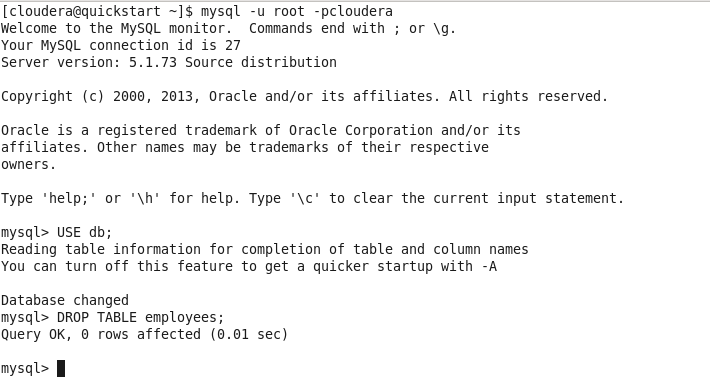 [cloudera@quickstart ~]$ mysql -u root -pcloudera
Welcome to the MySQL monitor.  Commands end with ; or \g.
Your MySQL connection id is 27
Server version: 5.1.73 Source distribution

Copyright (c) 2000, 2013, Oracle and/or its affiliates. All rights reserved.

Oracle is a registered trademark of Oracle Corporation and/or its
affiliates. Other names may be trademarks of their respective
owners.

Type 'help;' or '\h' for help. Type '\c' to clear the current input statement.

mysql> USE db;
Reading table information for completion of table and column names
You can turn off this feature to get a quicker startup with -A

Database changed
mysql> DROP TABLE employees;
Query OK, 0 rows affected (0.01 sec)

mysql>